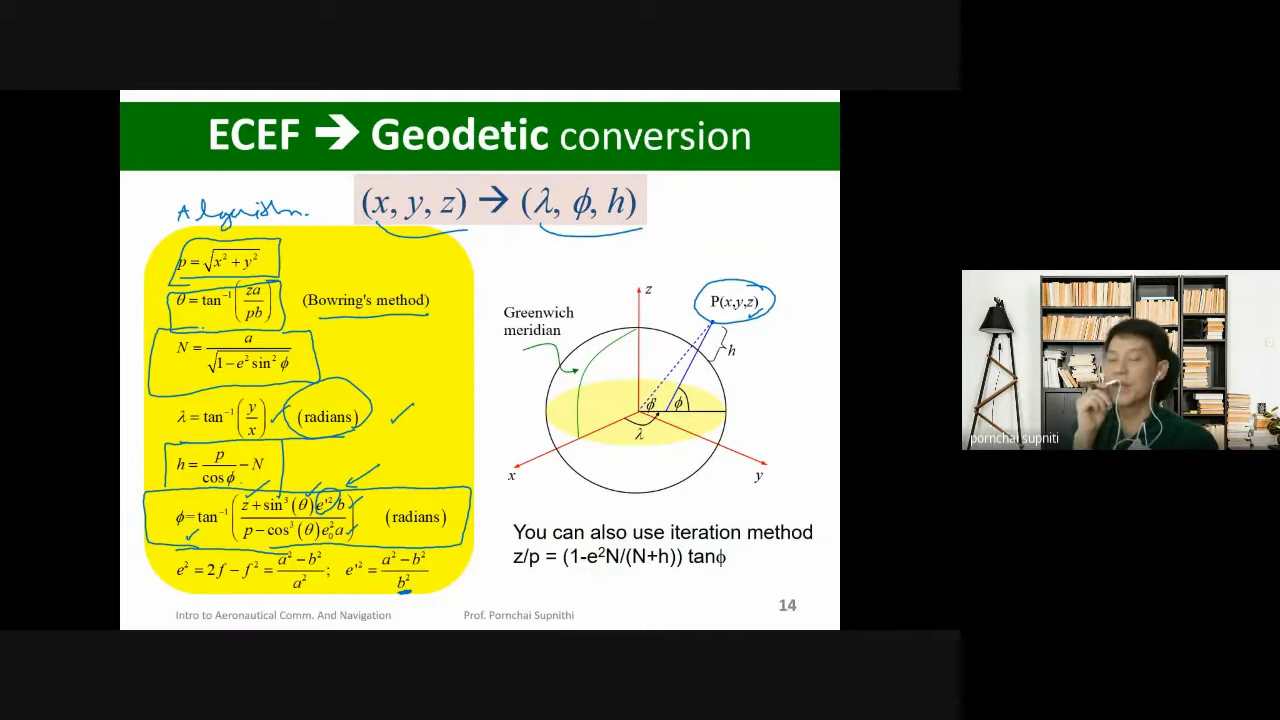 ECEF → Geodetic conversion
(x, y, z) → (λ, ϕ, h)
Algorithm.
p = √(x² + y²)
θ = tan⁻¹(za / pb) (Bowring's method)
N = a / √(1 − e² sin² ϕ)
λ = tan⁻¹(y / x) (radians)
h = p / cos ϕ − N
ϕ = tan⁻¹((z + sin³(θ) e'² b) / (p − cos³(θ) e₀² a)) (radians)
e² = 2f − f² = (a² − b²) / a² ; e'² = (a² − b²) / b²
z
P(x,y,z)
Greenwich
meridian
h
ϕ' ϕ
λ
x
y
You can also use iteration method
z/p = (1-e²N/(N+h)) tanϕ
Intro to Aeronautical Comm. And Navigation
Prof. Pornchai Supnithi
14
pornchai supniti